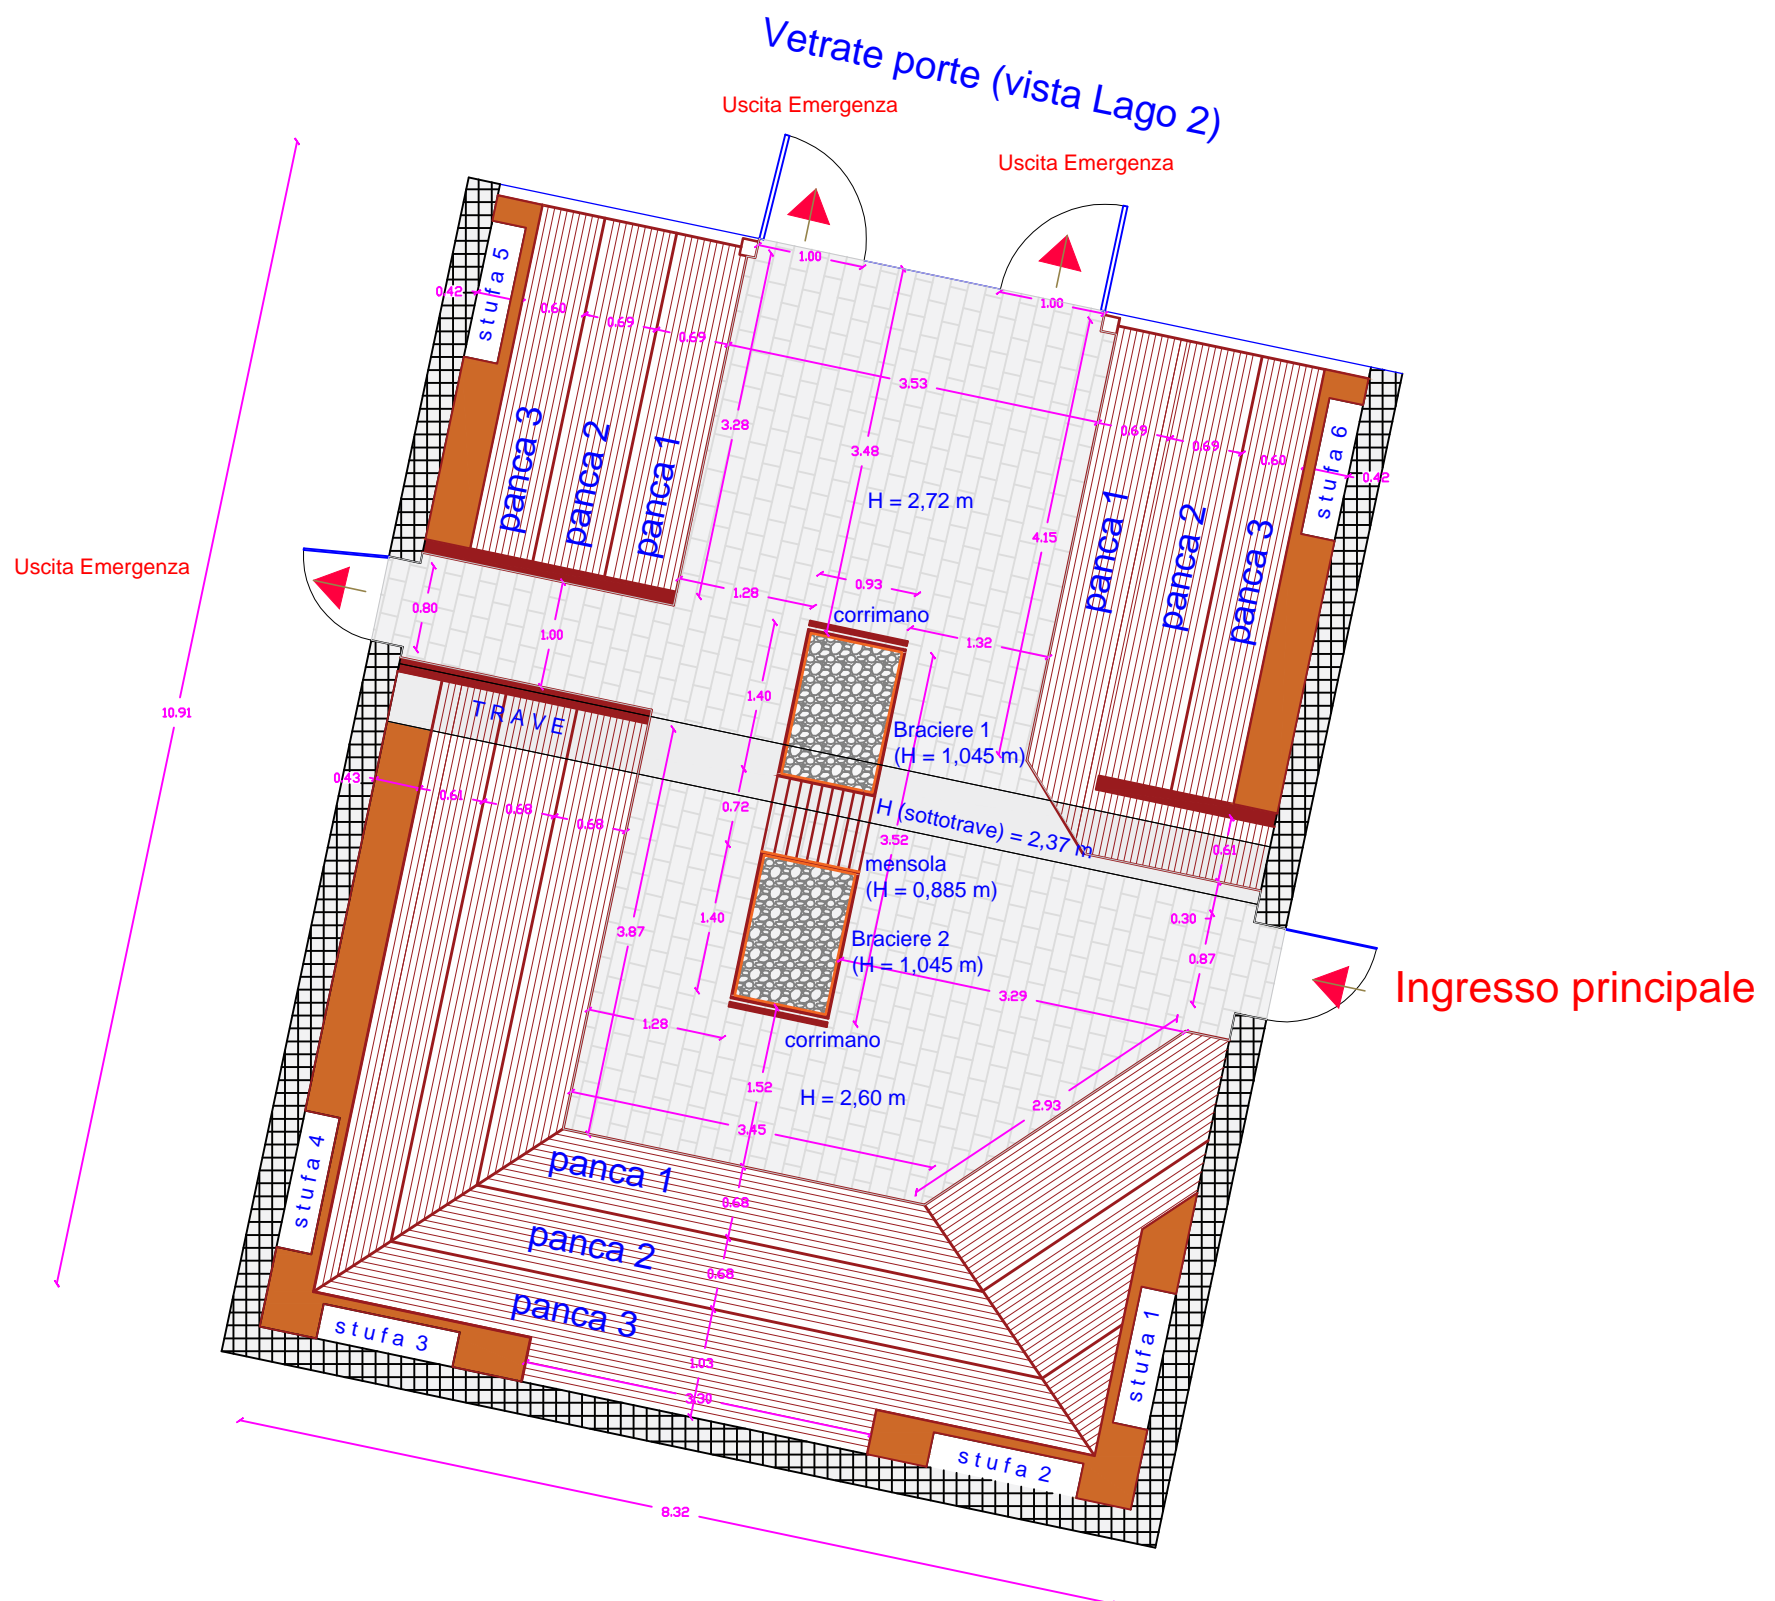 Vetrate porte (vista Lago 2)
Uscita Emergenza
Uscita Emergenza
1.00
1.00
stufa 5
0.42
0.60
0.69
0.69
3.53
3.28
3.48
4.15
0.69
0.69
0.60
0.42
stufa 6
panca 3
panca 2
panca 1
H = 2,72 m
panca 1
panca 2
panca 3
Uscita Emergenza
0.80
1.00
1.28
0.93
corrimano
1.32
10.91
TRAVE
1.40
Braciere 1
(H = 1,045 m)
0.43
0.61
0.68
0.68
0.72
H (sottotrave) = 2,37 m
3.52
mensola
(H = 0,885 m)
0.61
0.30
0.87
3.87
1.40
Braciere 2
(H = 1,045 m)
3.29
Ingresso principale
1.28
corrimano
1.52
H = 2,60 m
2.93
3.45
stufa 4
panca 1
0.68
panca 2
0.68
panca 3
stufa 3
1.03
3.30
stufa 1
stufa 2
8.32